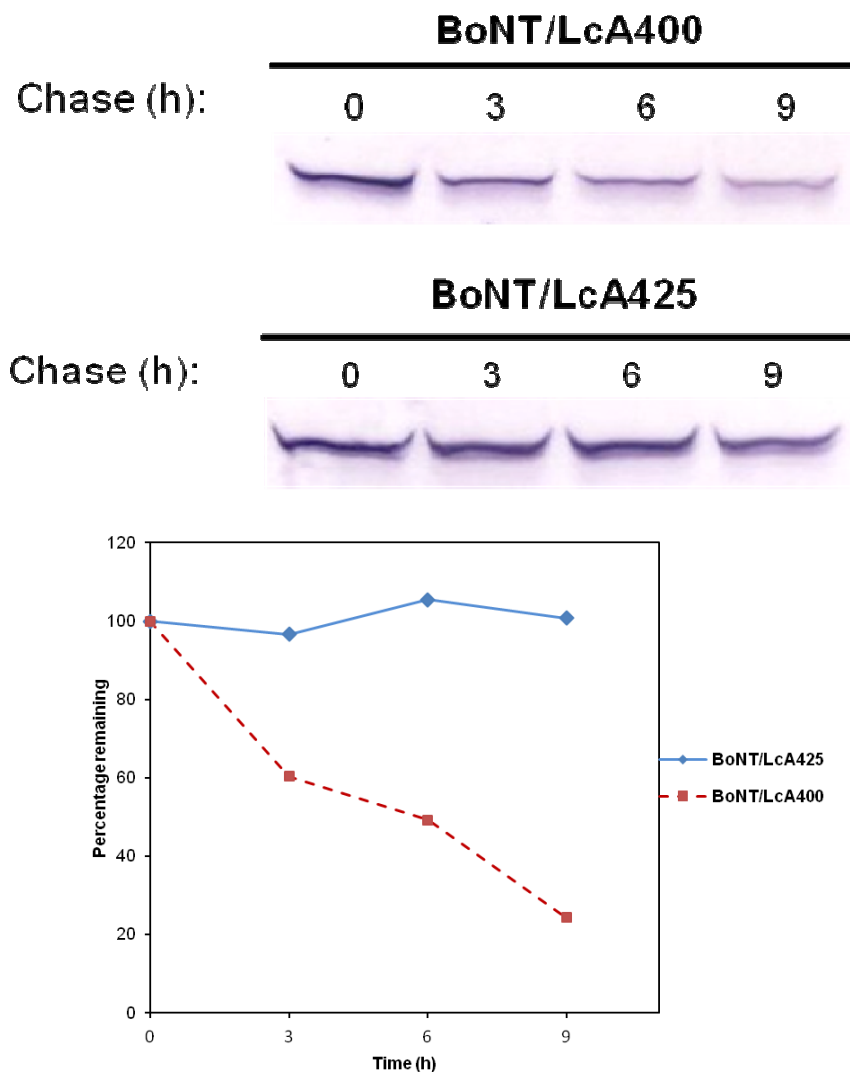 BoNT/LcA400
Chase (h): 0 3 6 9
BoNT/LcA425
Chase (h): 0 3 6 9
120
100
80
60
40
20
0
Percentage remaining
0 3 6 9
Time (h)
BoNT/LcA425
BoNT/LcA400